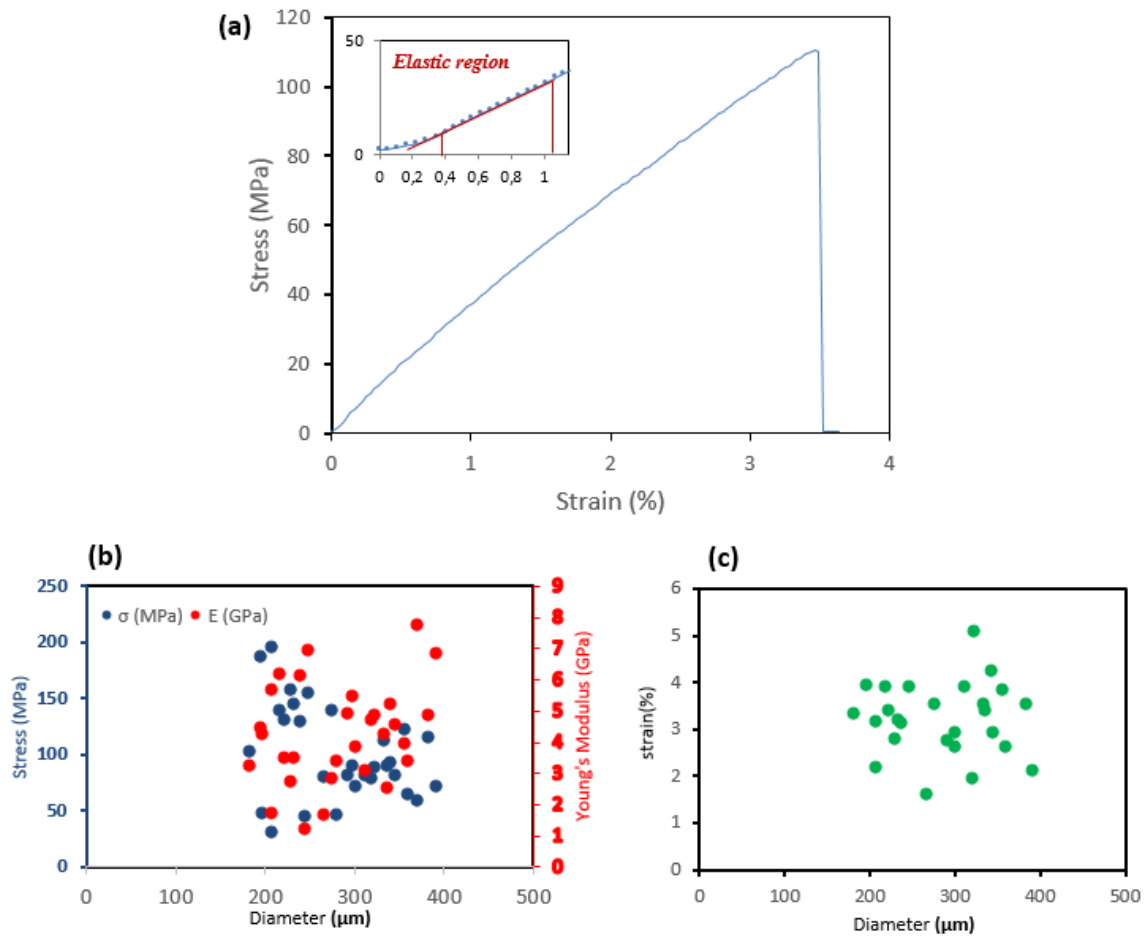 (a)
120
100
80
60
40
20
0
Stress (MPa)
0 1 2 3 4
Strain (%)
50
0
Elastic region
0 0,2 0,4 0,6 0,8 1
(b)
250
200
150
100
50
0
Stress (MPa)
σ (MPa) E (GPa)
9
8
7
6
5
4
3
2
1
0
Young's Modulus (GPa)
0 100 200 300 400 500
Diameter (μm)
(c)
6
5
4
3
2
1
0
strain(%)
0 100 200 300 400 500
Diameter (μm)